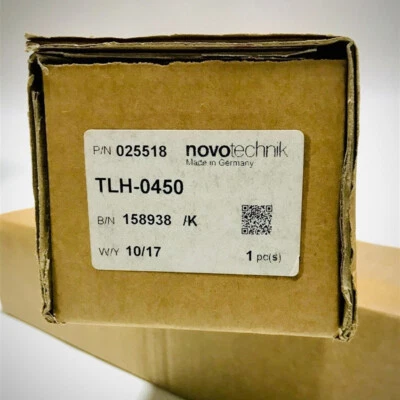 P/N 025518 novotechnik
Made in Germany
TLH-0450
B/N 158938 /K
W/Y 10/17 1 pc(s)